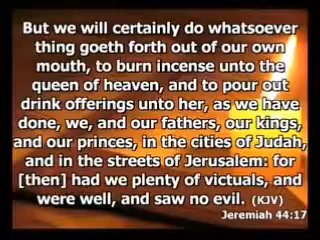 But we will certainly do whatsoever
thing goeth forth out of our own
mouth, to burn incense unto the
queen of heaven, and to pour out
drink offerings unto her, as we have
done, we, and our fathers, our kings,
and our princes, in the cities of Judah,
and in the streets of Jerusalem: for
[then] had we plenty of victuals, and
were well, and saw no evil. (KJV)
Jeremiah 44:17